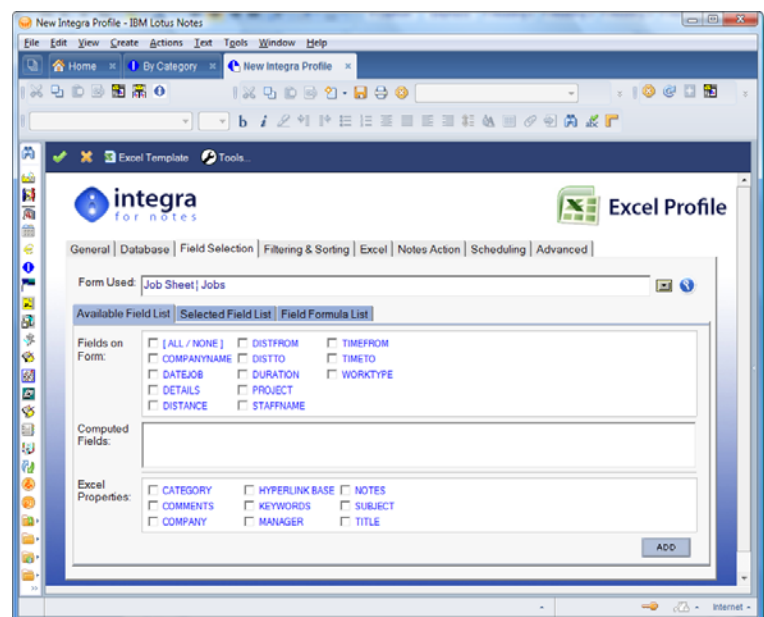 New Integra Profile - IBM Lotus Notes
File Edit View Create Actions Text Tools Window Help
Home By Category New Integra Profile
b i
Excel Template Tools...
integra
for notes
Excel Profile
General Database Field Selection Filtering & Sorting Excel Notes Action Scheduling Advanced
Form Used: Job Sheet¦ Jobs
Available Field List Selected Field List Field Formula List
Fields on Form:
[ ALL / NONE ] DISTFROM TIMEFROM
COMPANYNAME DISTTO TIMETO
DATEJOB DURATION WORKTYPE
DETAILS PROJECT
DISTANCE STAFFNAME
Computed
Fields:
Excel Properties:
CATEGORY HYPERLINK BASE NOTES
COMMENTS KEYWORDS SUBJECT
COMPANY MANAGER TITLE
ADD
Internet